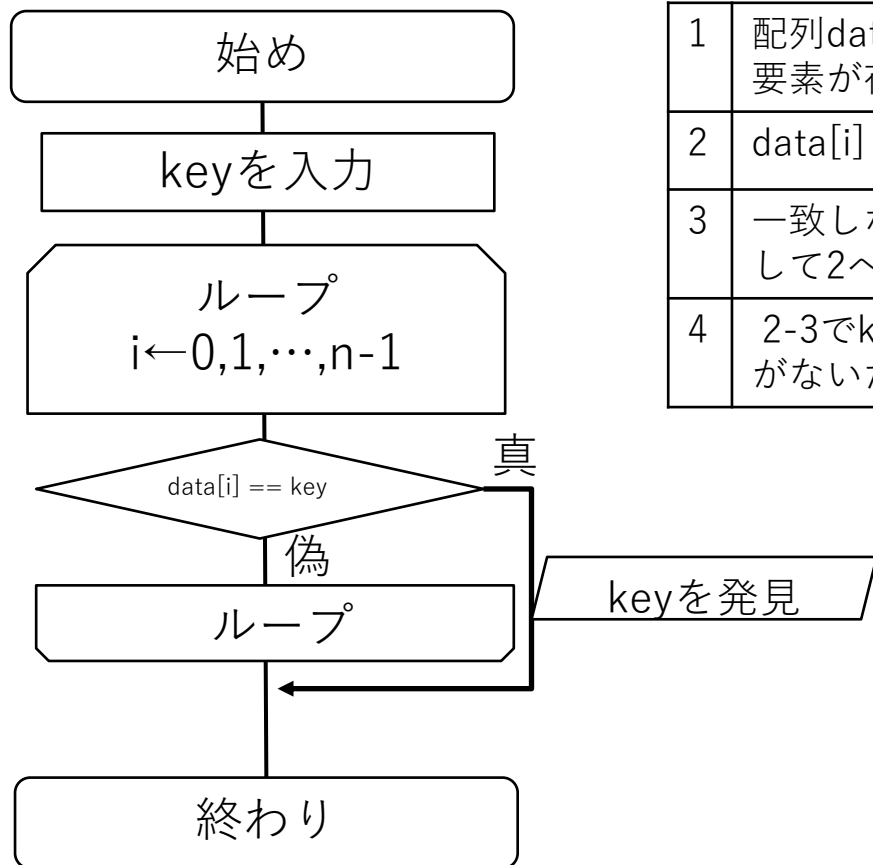 始め
keyを入力
ループ
i←0,1,⋯,n-1
data[i] == key
真
偽
ループ
keyを発見
終わり
1
配列dat
要素が
2
data[i]
3
一致し
して2へ
4
2-3でk
がない